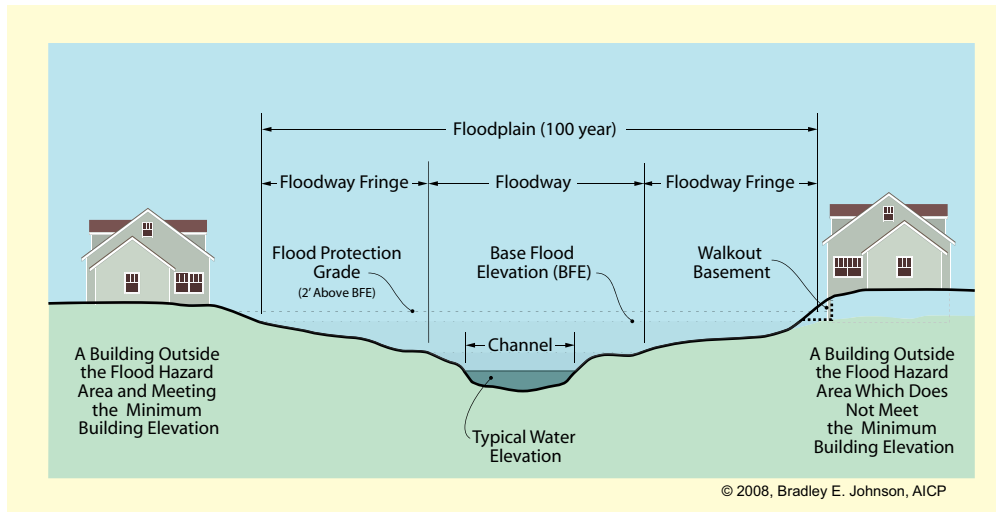 Floodplain (100 year)
Floodway Fringe
Floodway
Floodway Fringe
Flood Protection
Grade
(2' Above BFE)
Base Flood
Elevation (BFE)
Walkout
Basement
Channel
A Building Outside
the Flood Hazard
Area and Meeting
the Minimum
Building Elevation
Typical Water
Elevation
A Building Outside
the Flood Hazard
Area Which Does
Not Meet
the Minimum
Building Elevation
© 2008, Bradley E. Johnson, AICP